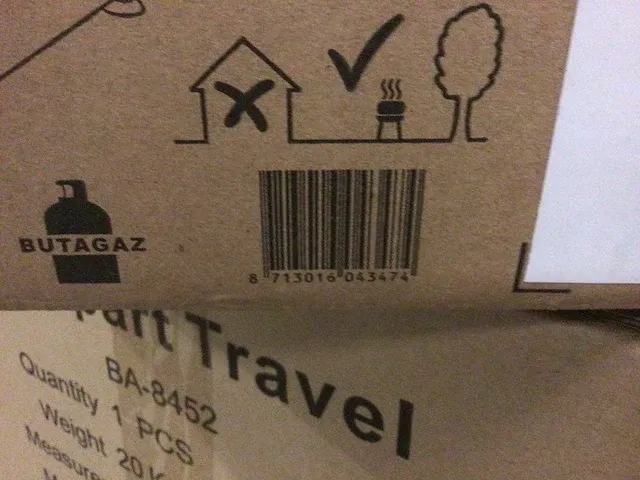 BUTAGAZ
8 713016 043474
Travel
BA-8452
Quantity 1 PCS
Weight 20